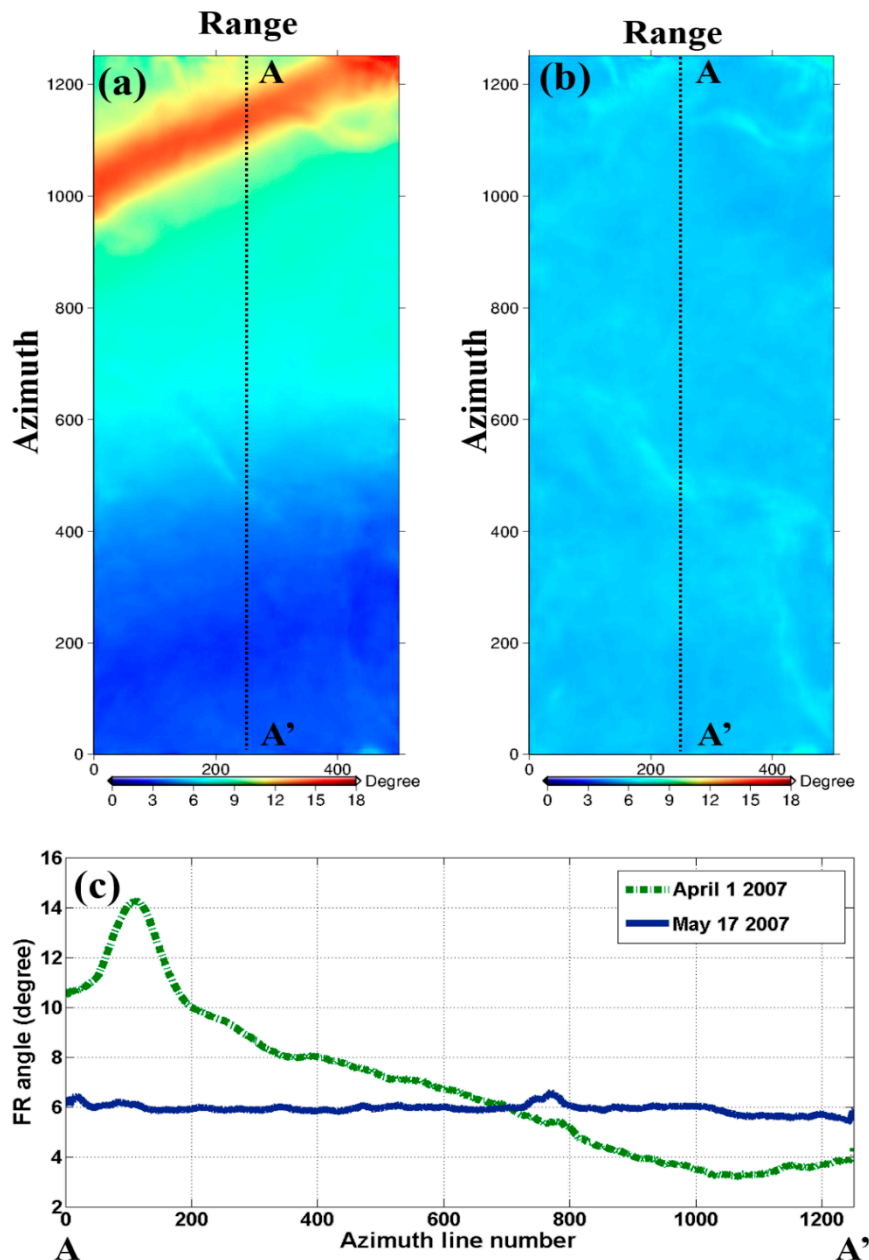 Range
Range
(a)
A
(b)
A
1200
1000
800
600
400
200
0
Azimuth
1200
1000
800
600
400
200
0
Azimuth
A’
A’
0 200 400
0 200 400
Degree
0 3 6 9 12 15 18
Degree
0 3 6 9 12 15 18
(c)
April 1 2007
May 17 2007
16
14
12
10
8
6
4
2
FR angle (degree)
0 200 400 600 800 1000 1200
A Azimuth line number A’